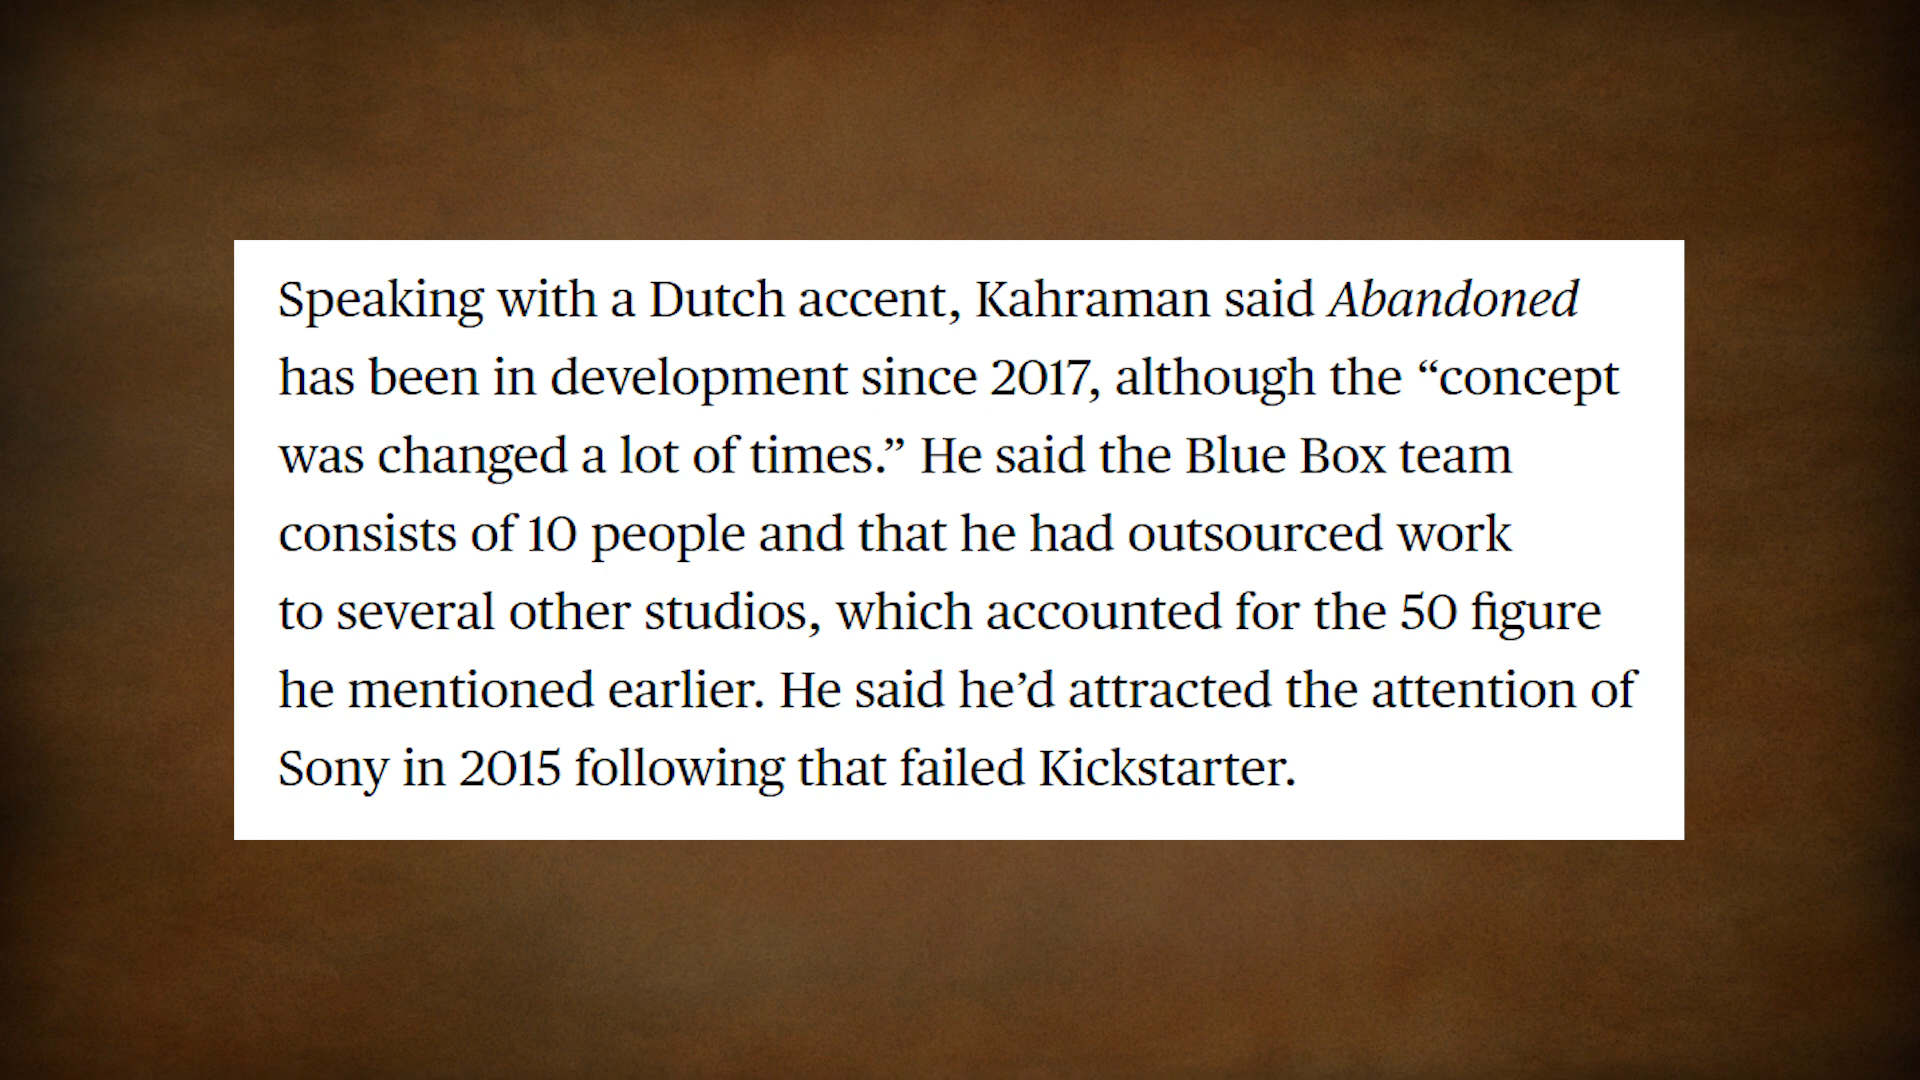 Speaking with a Dutch accent, Kahraman said Abandoned
has been in development since 2017, although the “concept
was changed a lot of times.” He said the Blue Box team
consists of 10 people and that he had outsourced work
to several other studios, which accounted for the 50 figure
he mentioned earlier. He said he’d attracted the attention of
Sony in 2015 following that failed Kickstarter.